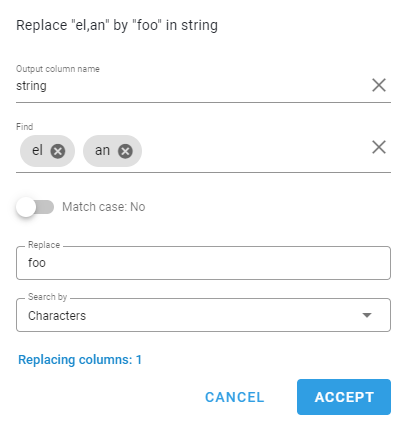 Replace "el,an" by "foo" in string
Output column name
string
Find
el an
Match case: No
Replace
foo
Search by
Characters
Replacing columns: 1
CANCEL ACCEPT